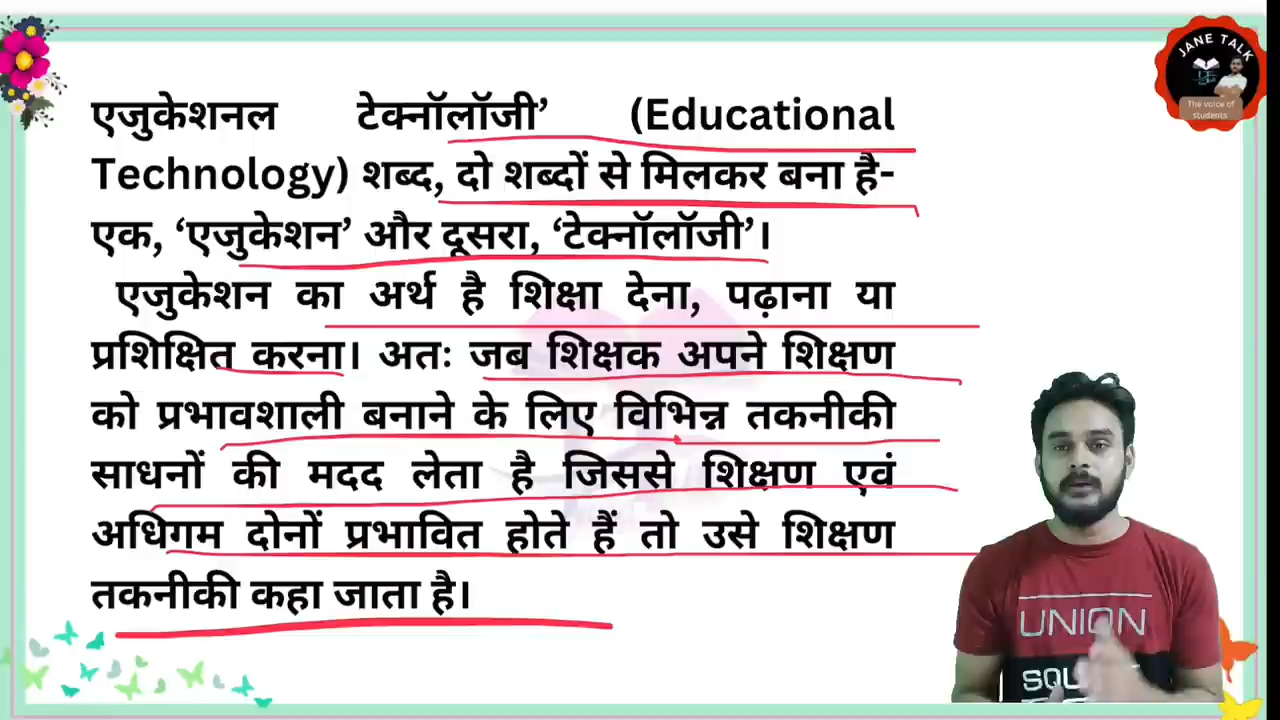 एजुकेशनल टेक्नॉलॉजी’ (Educational
Technology) शब्द, दो शब्दों से मिलकर बना है-
एक, ‘एजुकेशन’ और दूसरा, ‘टेक्नॉलॉजी’।
एजुकेशन का अर्थ है शिक्षा देना, पढ़ाना या
प्रशिक्षित करना। अतः जब शिक्षक अपने शिक्षण
को प्रभावशाली बनाने के लिए विभिन्न तकनीकी
साधनों की मदद लेता है जिससे शिक्षण एवं
अधिगम दोनों प्रभावित होते हैं तो उसे शिक्षण
तकनीकी कहा जाता है।
JANE TALK
The voice of
students
UNION